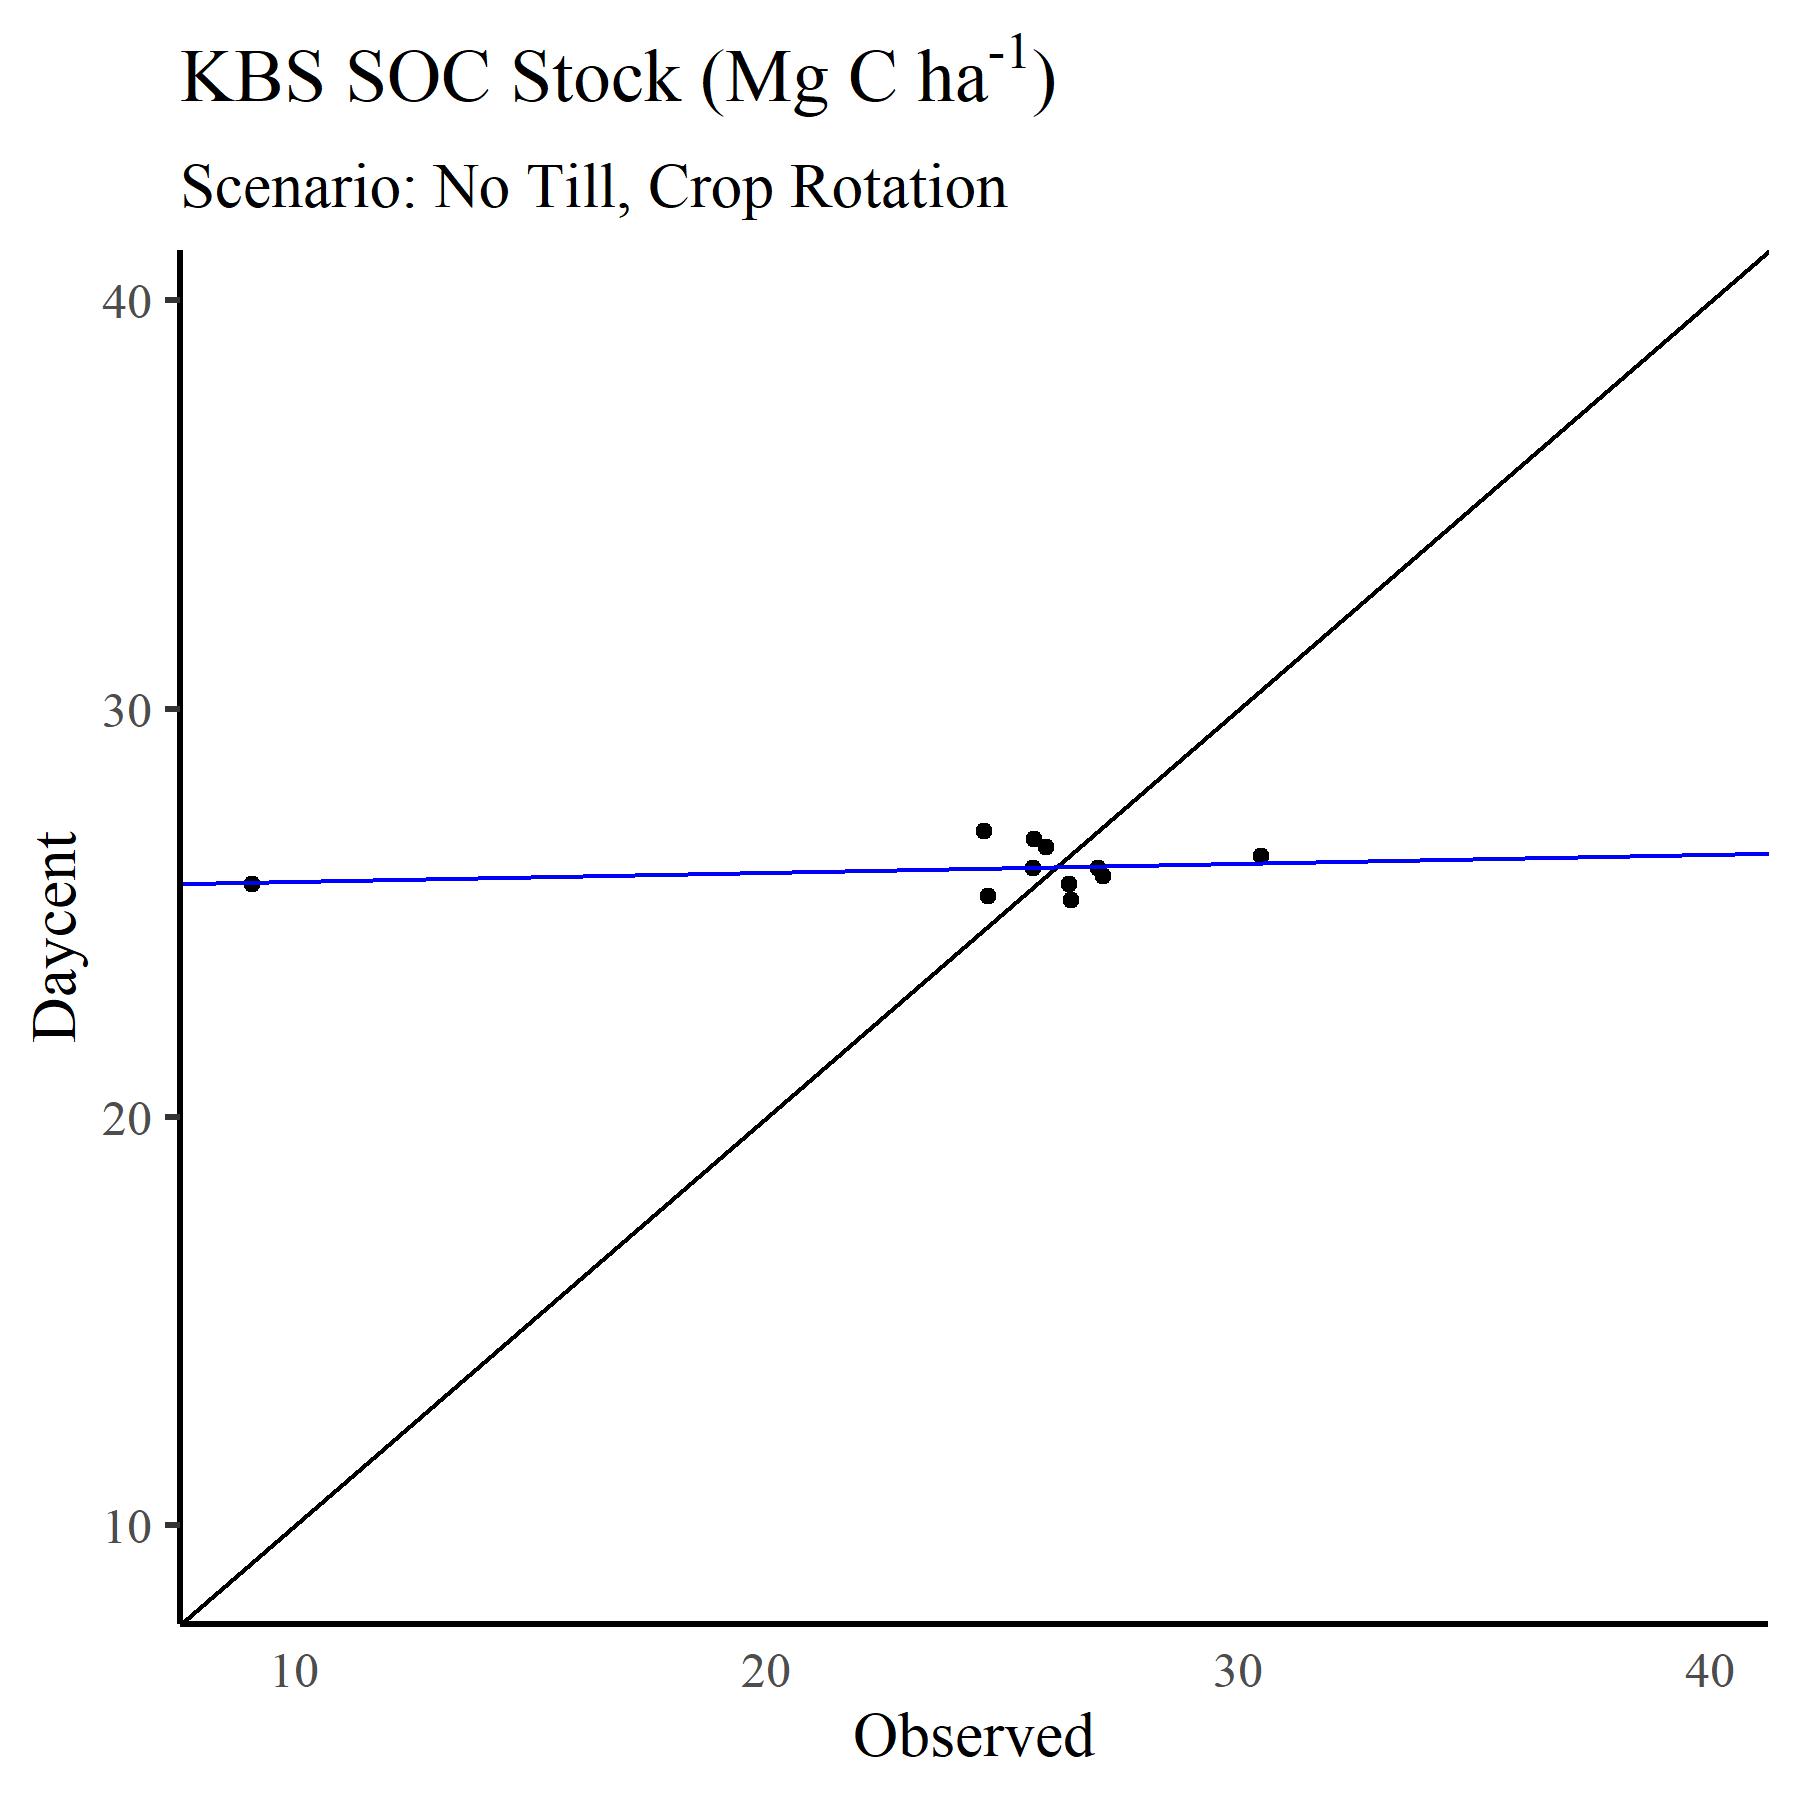 KBS SOC Stock (Mg C ha⁻¹)
Scenario: No Till, Crop Rotation
40
30
20
10
Daycent
10 20 30 40
Observed